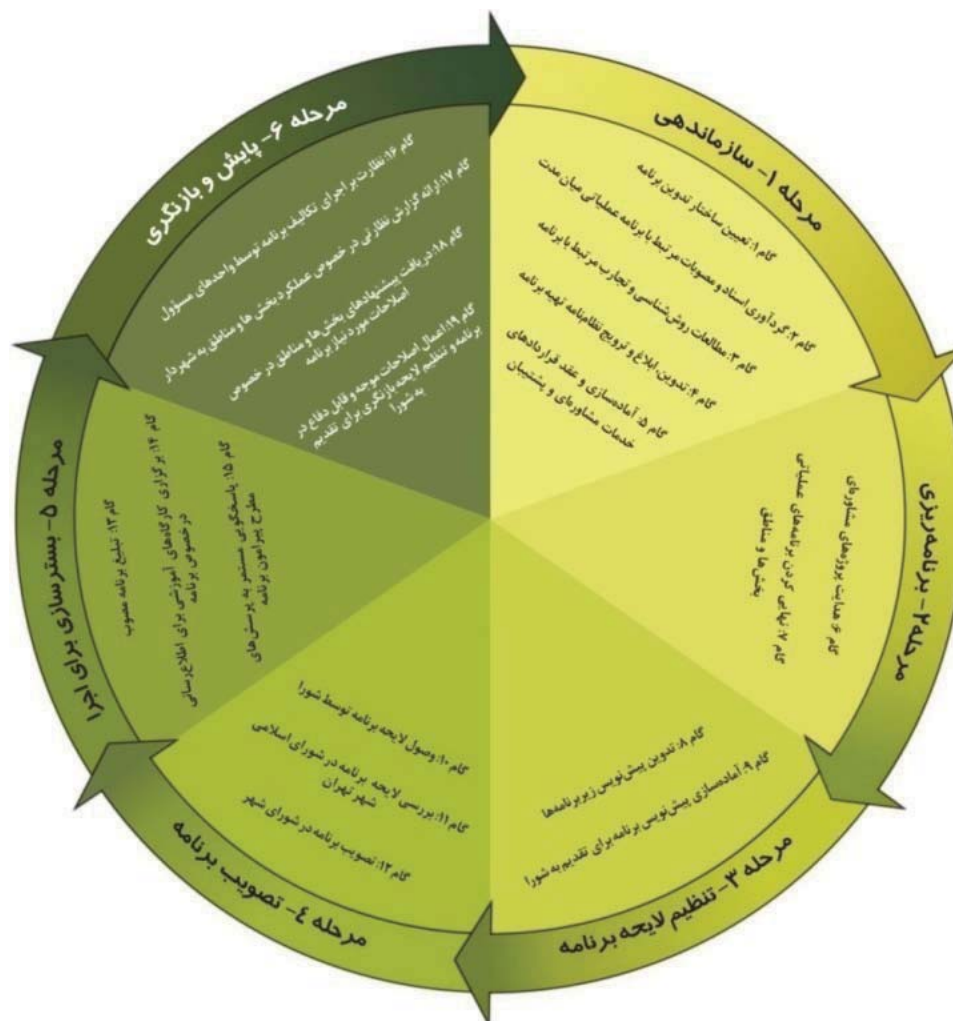 مرحله ۱- سازماندهی
گام ۱: تعیین ساختار تدوین برنامه
گام ۲: گردآوری اسناد و مصوبات مرتبط با برنامه عملیاتی میان مدت
گام ۳: مطالعات روش‌شناسی و تجارب مرتبط با برنامه
گام ۴: تدوین، ابلاغ و ترویج نظام‌نامه تهیه برنامه
گام ۵: آماده‌سازی و عقد قراردادهای
خدمات مشاوره‌ای و پشتیبان
مرحله ۲- برنامه‌ریزی
گام ۶: هدایت پروژه‌های مشاوره‌ای
گام ۷: نهایی کردن برنامه‌های عملیاتی
بخش‌ها و مناطق
مرحله ۳- تنظیم لایحه برنامه
گام ۸: تدوین پیش‌نویس زیربرنامه‌ها
گام ۹: آماده‌سازی پیش‌نویس برنامه برای تقدیم به شورا
مرحله ٤- تصویب برنامه
گام ۱۰: وصول لایحه برنامه توسط شورا
گام ۱۱: بررسی لایحه برنامه در شورای اسلامی
شهر تهران
گام ۱۲: تصویب برنامه در شورای شهر
مرحله ۵- بسترسازی برای اجرا
گام ۱۳: تبلیغ برنامه مصوب
گام ۱۴: برگزاری کارگاه‌های آموزشی برای اطلاع‌رسانی
درخصوص برنامه
گام ۱۵: پاسخگویی مستمر به پرسش‌های
مطرح پیرامون برنامه
مرحله ۶- پایش و بازنگری
گام ۱۶: نظارت بر اجرای تکالیف برنامه توسط واحدهای مسؤول
گام ۱۷: ارائه گزارش نظارتی در خصوص عملکرد بخش ها و مناطق به شهردار
گام ۱۸: دریافت پیشنهادهای بخش‌ها و مناطق در خصوص
اصلاحات مورد نیاز برنامه
گام ۱۹: اعمال اصلاحات موجه و قابل دفاع در
برنامه و تنظیم لایحه بازنگری برای تقدیم
به شورا